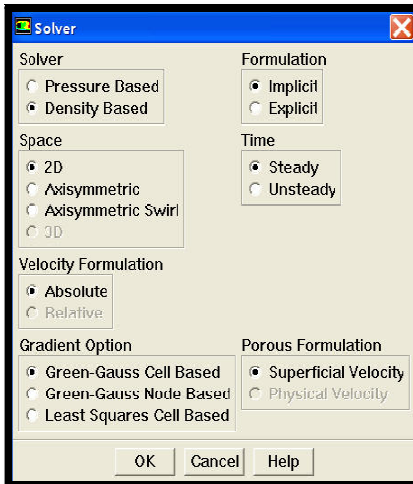 Solver
Solver
Pressure Based
Density Based
Formulation
Implicit
Explicit
Space
2D
Axisymmetric
Axisymmetric Swirl
3D
Time
Steady
Unsteady
Velocity Formulation
Absolute
Relative
Gradient Option
Green-Gauss Cell Based
Green-Gauss Node Based
Least Squares Cell Based
Porous Formulation
Superficial Velocity
Physical Velocity
OK
Cancel
Help